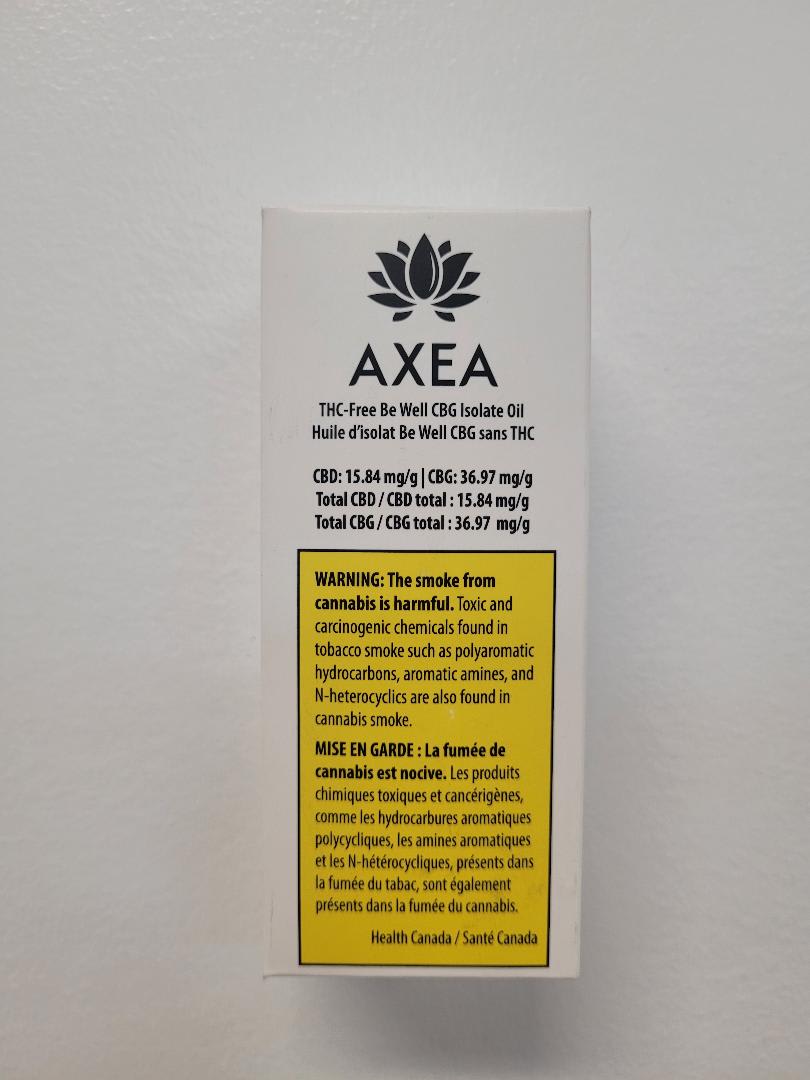 AXEA
THC-Free Be Well CBG Isolate Oil
Huile d'isolat Be Well CBG sans THC
CBD: 15.84 mg/g | CBG: 36.97 mg/g
Total CBD / CBD total : 15.84 mg/g
Total CBG / CBG total : 36.97 mg/g
WARNING: The smoke from
cannabis is harmful. Toxic and
carcinogenic chemicals found in
tobacco smoke such as polyaromatic
hydrocarbons, aromatic amines, and
N-heterocyclics are also found in
cannabis smoke.
MISE EN GARDE : La fumée de
cannabis est nocive. Les produits
chimiques toxiques et cancérigènes,
comme les hydrocarbures aromatiques
polycycliques, les amines aromatiques
et les N-hétérocycliques, présents dans
la fumée du tabac, sont également
présents dans la fumée du cannabis.
Health Canada / Santé Canada